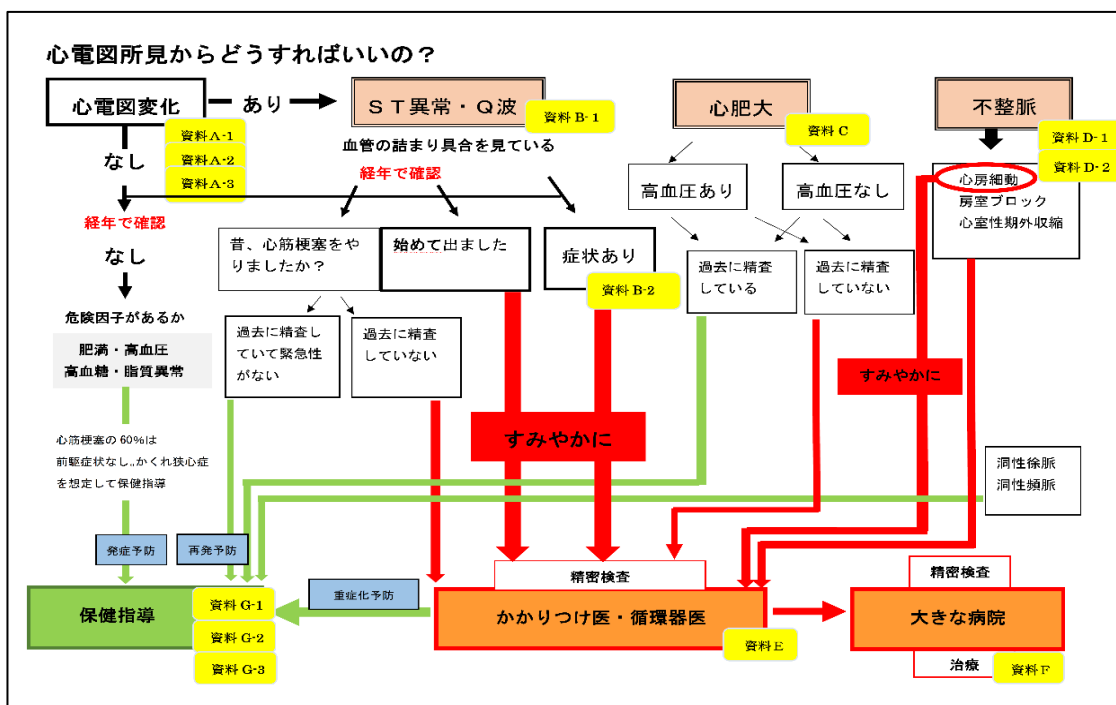 心電図所見からどうすればいいの？
心電図変化
あり
ＳＴ異常・Ｑ波
心肥大
不整脈
資料A-1
資料A-2
資料A-3
資料B-1
資料C
資料D-1
資料D-2
なし
血管の詰まり具合を見ている
経年で確認
高血圧あり
高血圧なし
心房細動
房室ブロック
心室性期外収縮
経年で確認
なし
昔、心筋梗塞をや
りましたか？
始めて出ました
症状あり
資料B-2
過去に精査
している
過去に精査
していない
危険因子があるか
肥満・高血圧
高血糖・脂質異常
過去に精査し
ていて緊急性
がない
過去に精査
していない
すみやかに
すみやかに
心筋梗塞の60%は
前駆症状なし..かくれ狭心症
を想定して保健指導
洞性徐脈
洞性頻脈
発症予防
再発予防
重症化予防
精密検査
精密検査
保健指導
資料G-1
資料G-2
資料G-3
かかりつけ医・循環器医
資料E
大きな病院
治療
資料F